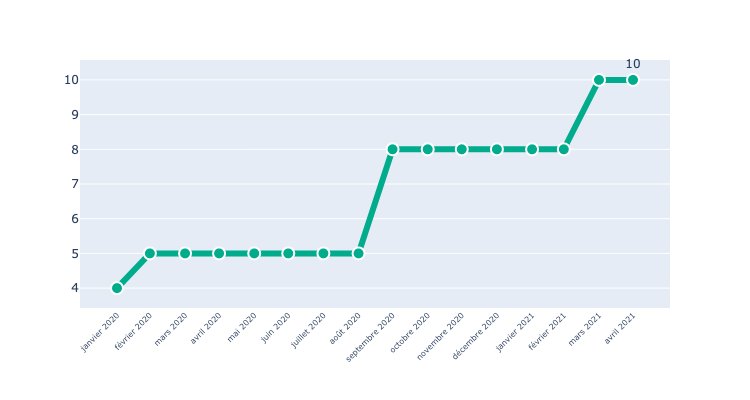 10
10
9
8
7
6
5
4
janvier 2020
février 2020
mars 2020
avril 2020
mai 2020
juin 2020
juillet 2020
août 2020
septembre 2020
octobre 2020
novembre 2020
décembre 2020
janvier 2021
février 2021
mars 2021
avril 2021